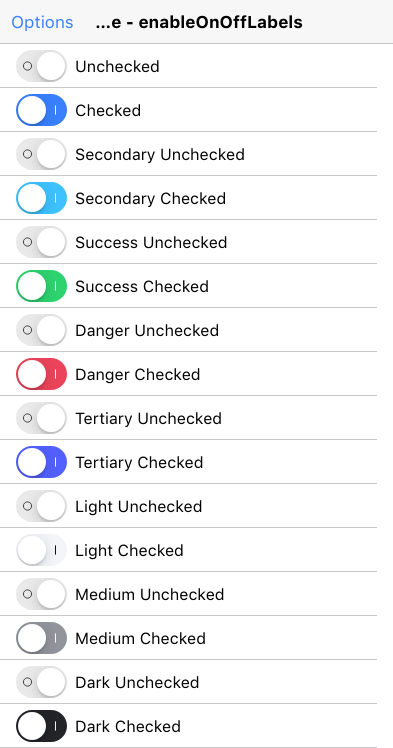 Options ...e - enableOnOffLabels
Unchecked
Checked
Secondary Unchecked
Secondary Checked
Success Unchecked
Success Checked
Danger Unchecked
Danger Checked
Tertiary Unchecked
Tertiary Checked
Light Unchecked
Light Checked
Medium Unchecked
Medium Checked
Dark Unchecked
Dark Checked